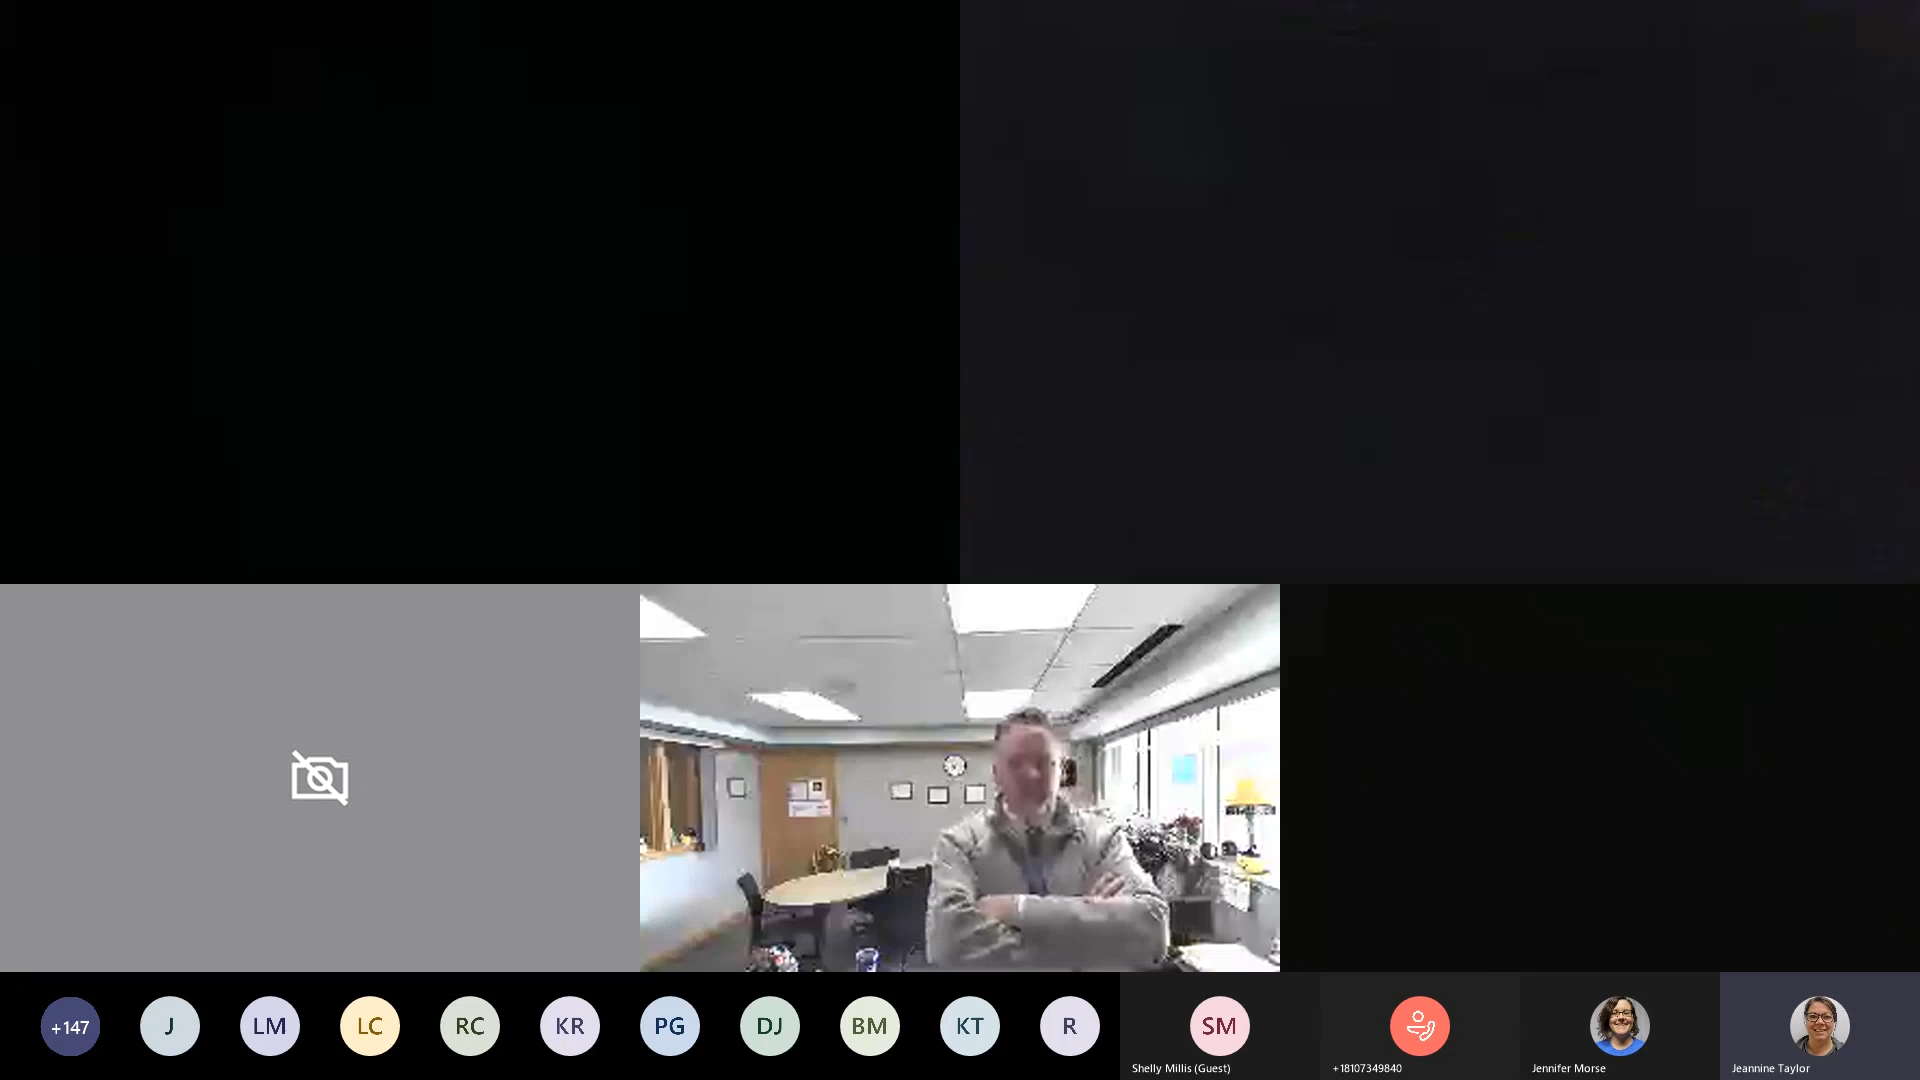 +147
J
LM
LC
RC
KR
PG
DJ
BM
KT
R
SM
Shelly Millis (Guest)
+18107349840
Jennifer Morse
Jeannine Taylor